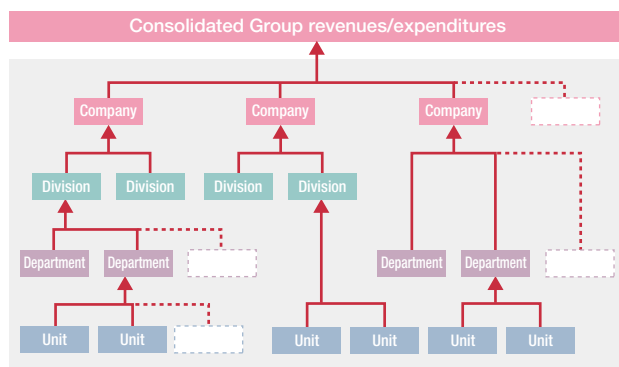 Consolidated Group revenues/expenditures
Company Company Company
Division Division Division Division
Department Department Department Department
Unit Unit Unit Unit Unit Unit